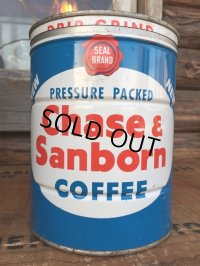 DRIP GRIND
SEAL
BRAND
PRESSURE PACKED
Chase &
SOLD OUT
Sanborn
COFFEE